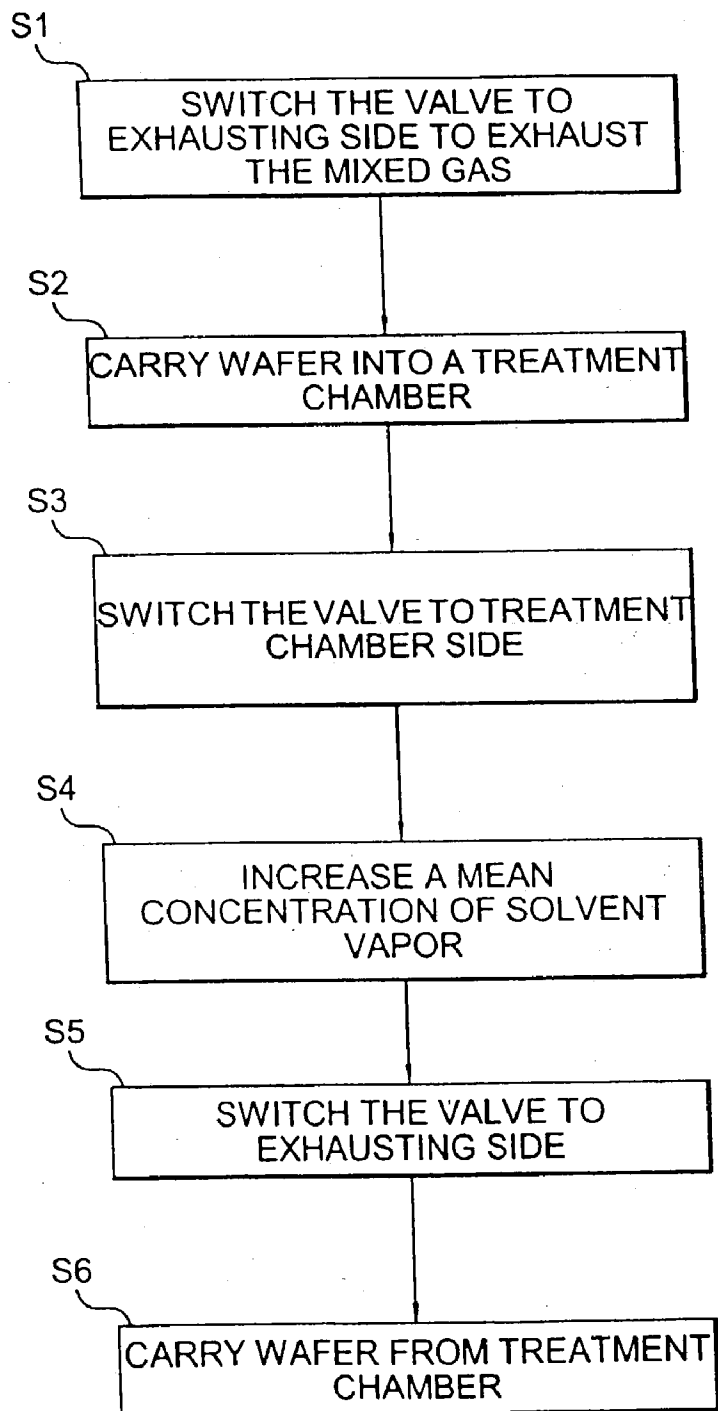 S1
SWITCH THE VALVE TO
EXHAUSTING SIDE TO EXHAUST
THE MIXED GAS
S2
CARRY WAFER INTO A TREATMENT
CHAMBER
S3
SWITCH THE VALVE TO TREATMENT
CHAMBER SIDE
S4
INCREASE A MEAN
CONCENTRATION OF SOLVENT
VAPOR
S5
SWITCH THE VALVE TO
EXHAUSTING SIDE
S6
CARRY WAFER FROM TREATMENT
CHAMBER